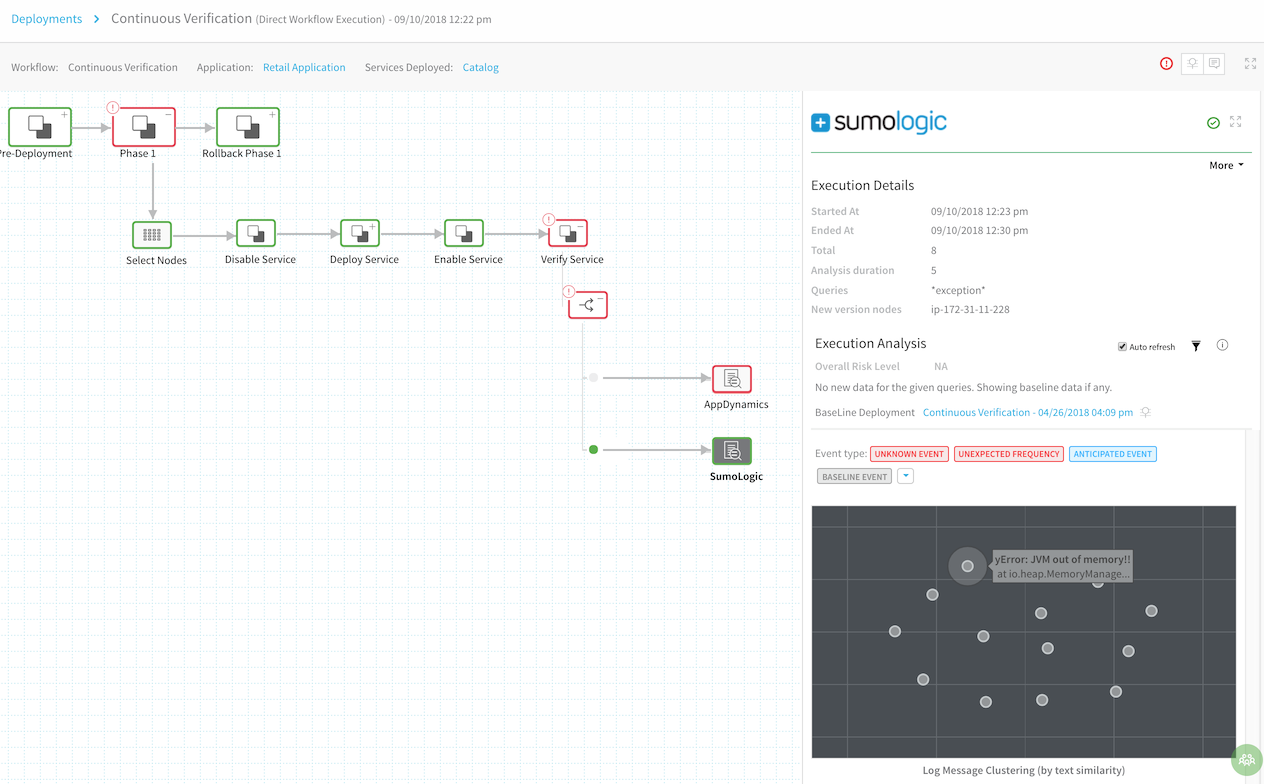 Deployments > Continuous Verification (Direct Workflow Execution) - 09/10/2018 12:22 pm
Workflow: Continuous Verification Application: Retail Application Services Deployed: Catalog
re-Deployment
Phase 1
Rollback Phase 1
Select Nodes
Disable Service
Deploy Service
Enable Service
Verify Service
AppDynamics
SumoLogic
sumologic
More
Execution Details
Started At 09/10/2018 12:23 pm
Ended At 09/10/2018 12:30 pm
Total 8
Analysis duration 5
Queries *exception*
New version nodes ip-172-31-11-228
Execution Analysis
Auto refresh
Overall Risk Level NA
No new data for the given queries. Showing baseline data if any.
BaseLine Deployment Continuous Verification - 04/26/2018 04:09 pm
Event type: UNKNOWN EVENT UNEXPECTED FREQUENCY ANTICIPATED EVENT
BASELINE EVENT
yError: JVM out of memory!!
at io.heap.MemoryManage...
Log Message Clustering (by text similarity)